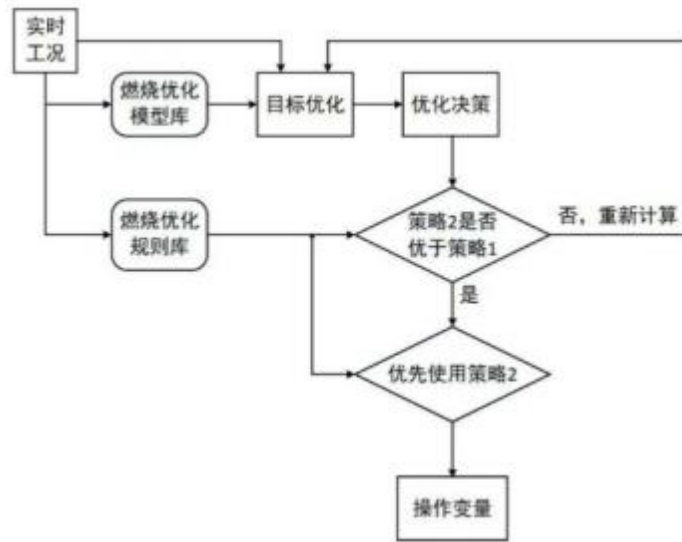 实时
工况
燃烧优化
模型库
目标优化
优化决策
燃烧优化
规则库
策略2是否
优于策略1
否，重新计算
是
优先使用策略2
操作变量